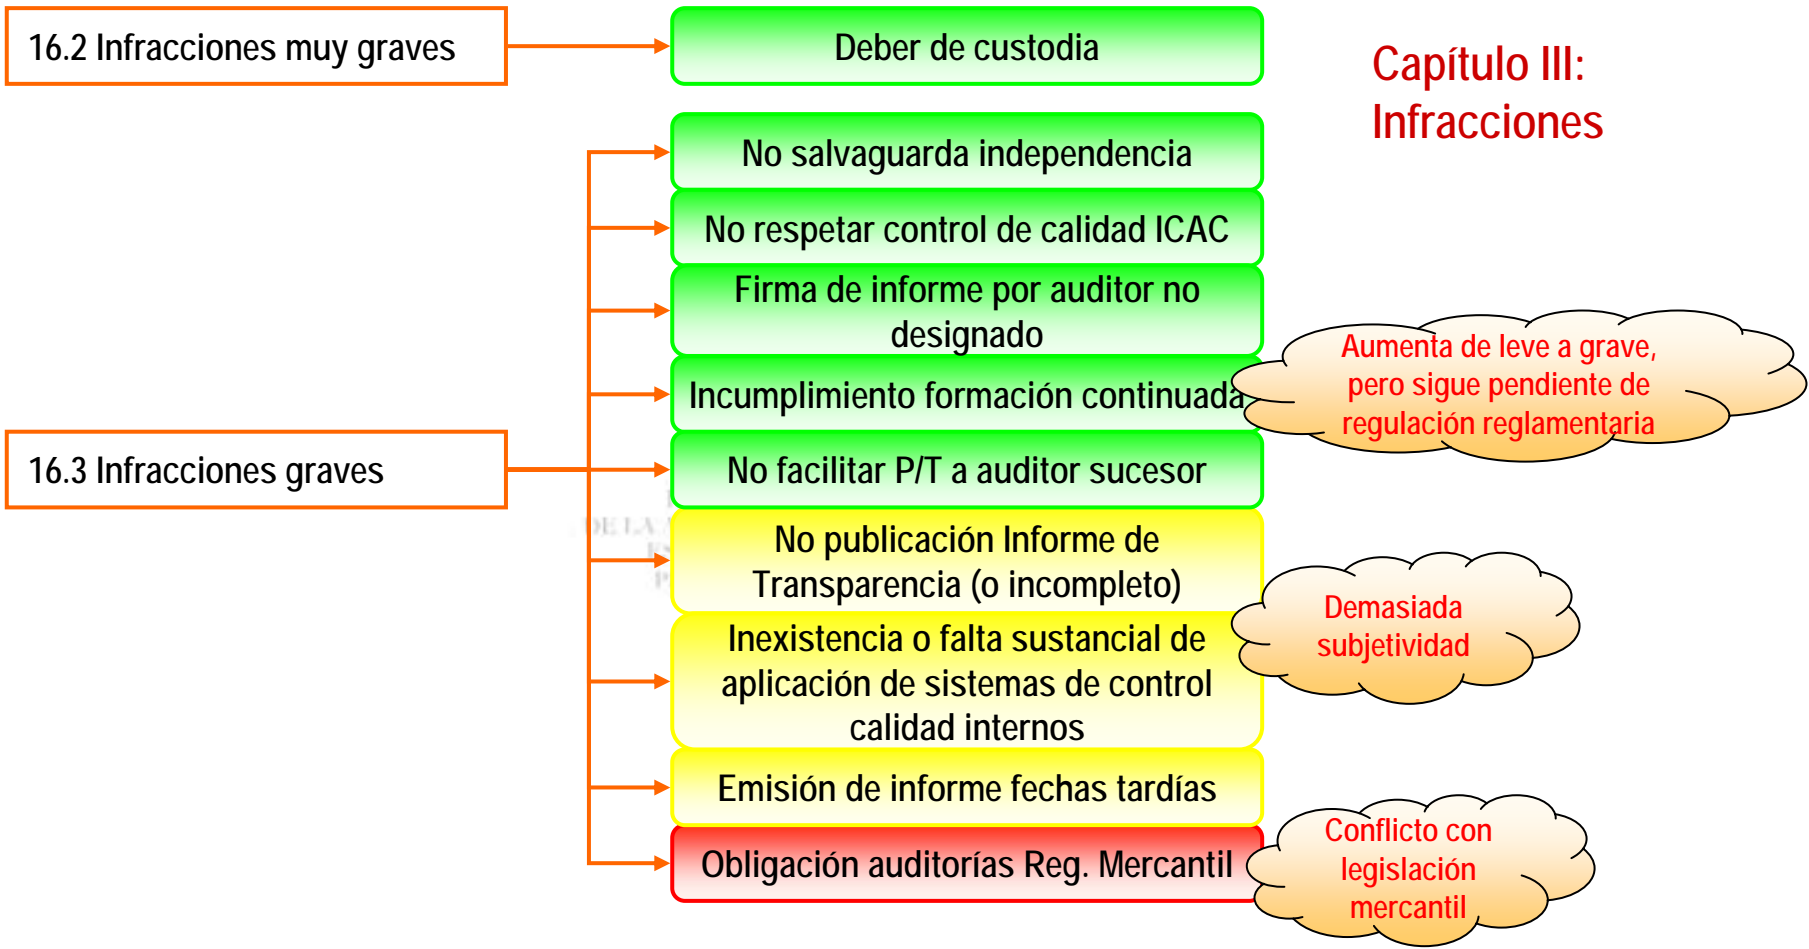 16.2 Infracciones muy graves
Deber de custodia
Capítulo III:
Infracciones
No salvaguarda independencia
No respetar control de calidad ICAC
Firma de informe por auditor no
designado
Incumplimiento formación continuada
Aumenta de leve a grave,
pero sigue pendiente de
regulación reglamentaria
16.3 Infracciones graves
No facilitar P/T a auditor sucesor
DE LA
No publicación Informe de
Transparencia (o incompleto)
Demasiada
subjetividad
Inexistencia o falta sustancial de
aplicación de sistemas de control
calidad internos
Emisión de informe fechas tardías
Obligación auditorías Reg. Mercantil
Conflicto con
legislación
mercantil